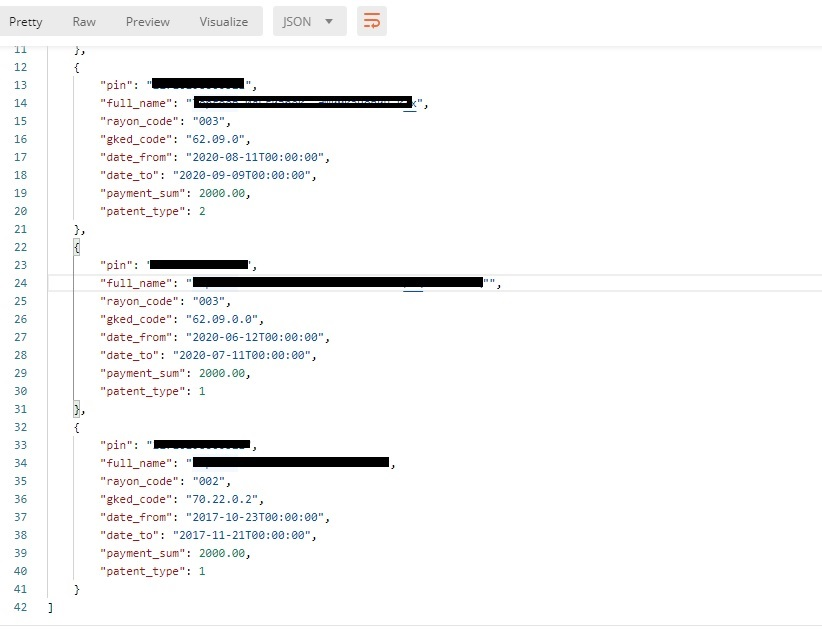 Pretty Raw Preview Visualize JSON
11 },
12 {
13 "pin": "",
14 "full_name": "",
15 "rayon_code": "003",
16 "gked_code": "62.09.0",
17 "date_from": "2020-08-11T00:00:00",
18 "date_to": "2020-09-09T00:00:00",
19 "payment_sum": 2000.00,
20 "patent_type": 2
21 },
22 {
23 "pin": "",
24 "full_name": """,
25 "rayon_code": "003",
26 "gked_code": "62.09.0.0",
27 "date_from": "2020-06-12T00:00:00",
28 "date_to": "2020-07-11T00:00:00",
29 "payment_sum": 2000.00,
30 "patent_type": 1
31 },
32 {
33 "pin": ",
34 "full_name": ",
35 "rayon_code": "002",
36 "gked_code": "70.22.0.2",
37 "date_from": "2017-10-23T00:00:00",
38 "date_to": "2017-11-21T00:00:00",
39 "payment_sum": 2000.00,
40 "patent_type": 1
41 }
42 ]